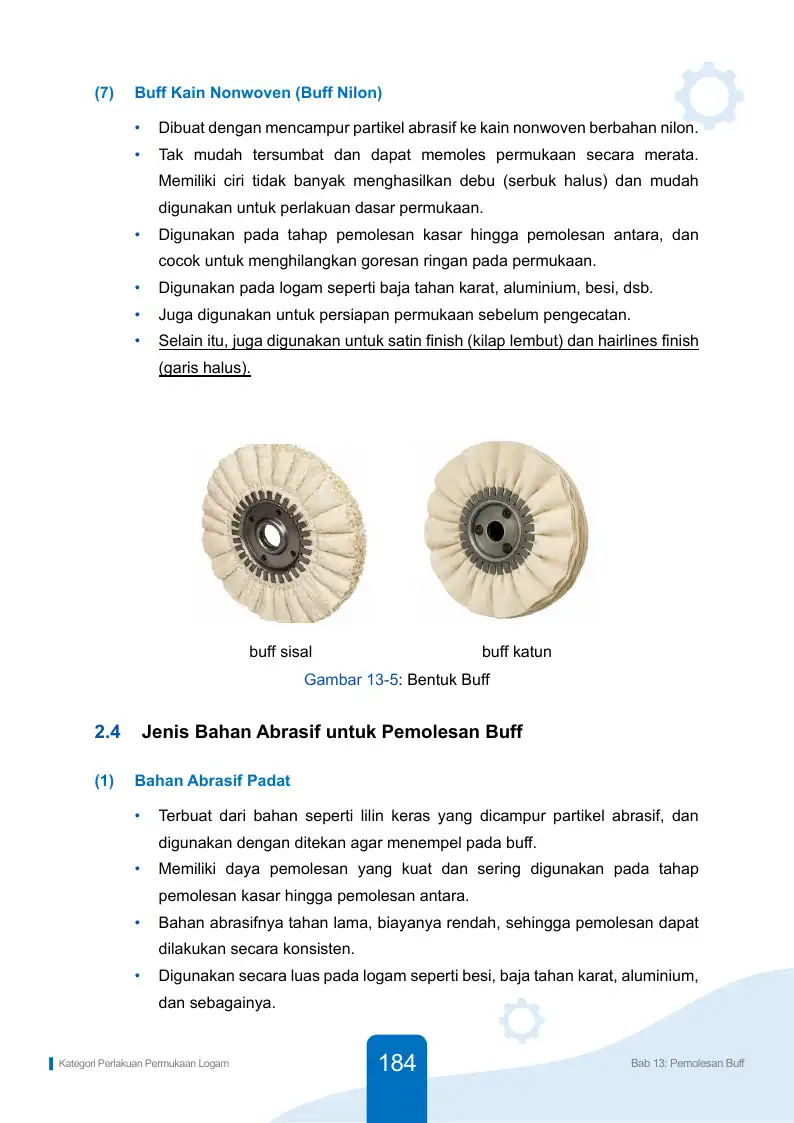 (7) Buff Kain Nonwoven (Buff Nilon)
• Dibuat dengan mencampur partikel abrasif ke kain nonwoven berbahan nilon.
• Tak mudah tersumbat dan dapat memoles permukaan secara merata.
Memiliki ciri tidak banyak menghasilkan debu (serbuk halus) dan mudah
digunakan untuk perlakuan dasar permukaan.
• Digunakan pada tahap pemolesan kasar hingga pemolesan antara, dan
cocok untuk menghilangkan goresan ringan pada permukaan.
• Digunakan pada logam seperti baja tahan karat, aluminium, besi, dsb.
• Juga digunakan untuk persiapan permukaan sebelum pengecatan.
• Selain itu, juga digunakan untuk satin finish (kilap lembut) dan hairlines finish
(garis halus).
buff sisal buff katun
Gambar 13-5: Bentuk Buff
2.4 Jenis Bahan Abrasif untuk Pemolesan Buff
(1) Bahan Abrasif Padat
• Terbuat dari bahan seperti lilin keras yang dicampur partikel abrasif, dan
digunakan dengan ditekan agar menempel pada buff.
• Memiliki daya pemolesan yang kuat dan sering digunakan pada tahap
pemolesan kasar hingga pemolesan antara.
• Bahan abrasifnya tahan lama, biayanya rendah, sehingga pemolesan dapat
dilakukan secara konsisten.
• Digunakan secara luas pada logam seperti besi, baja tahan karat, aluminium,
dan sebagainya.
Kategori Perlakuan Permukaan Logam 184 Bab 13: Pemolesan Buff